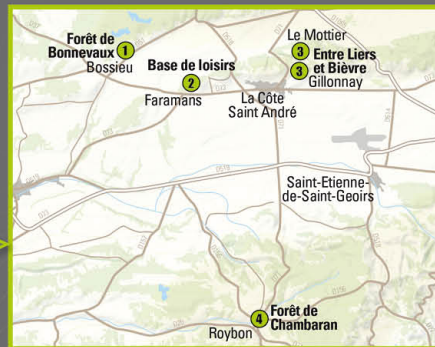 Forêt de
Bonnevaux 1
Bossieu
Base de loisirs
2
Faramans
Le Mottier
3 Entre Liers
3 et Bièvre
Gillonnay
La Côte
Saint André
Saint-Etienne-
de-Saint-Geoirs
4 Forêt de
Chambaran
Roybon